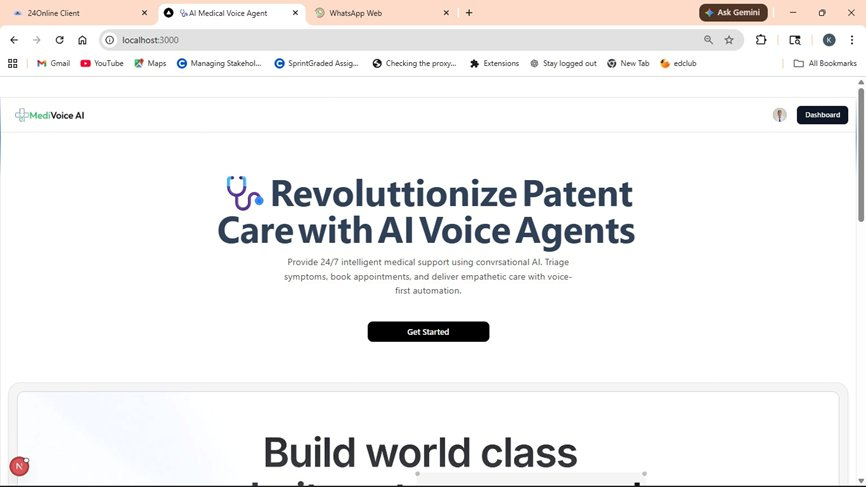 24Online Client
AI Medical Voice Agent
WhatsApp Web
Ask Gemini
localhost:3000
K
Gmail
YouTube
Maps
Managing Stakehol...
SprintGraded Assig...
Checking the proxy...
Extensions
Stay logged out
New Tab
edclub
All Bookmarks
MediVoice AI
Dashboard
Revoluttionize Patent
Care with AI Voice Agents
Provide 24/7 intelligent medical support using convrsational AI. Triage
symptoms, book appointments, and deliver empathetic care with voice-
first automation.
Get Started
Build world class
N